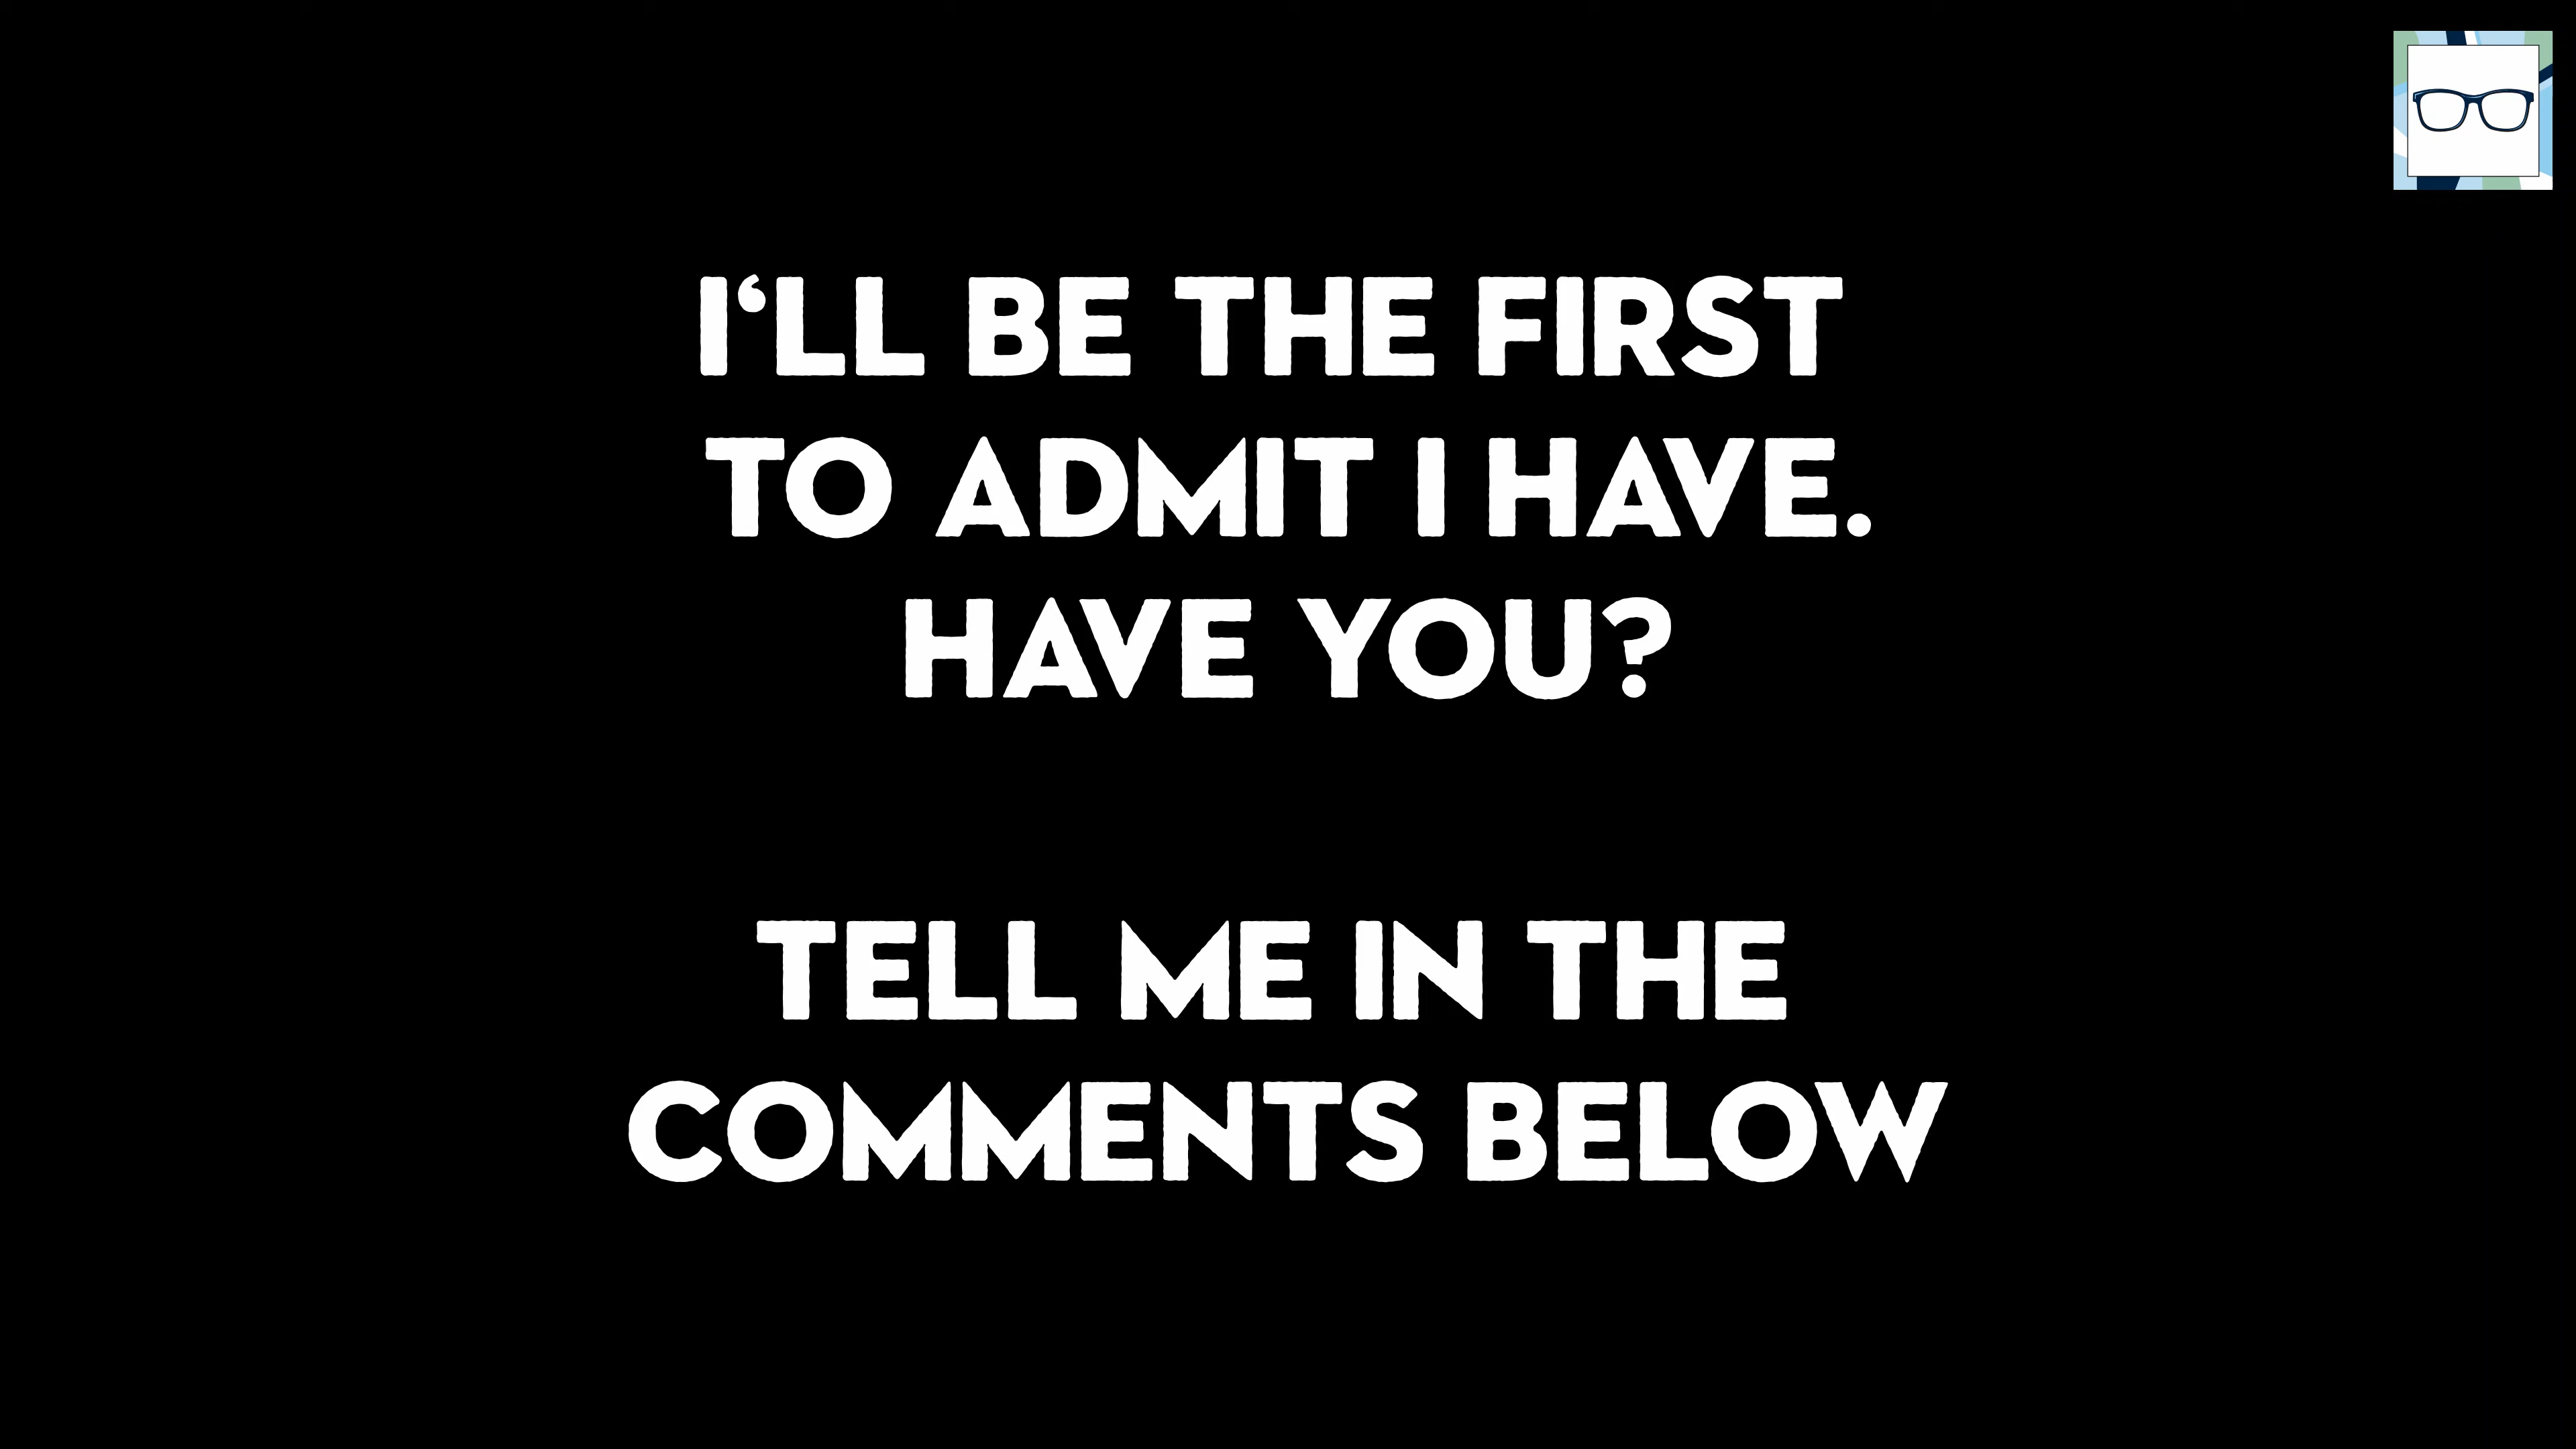 I‘LL BE THE FIRST
TO ADMIT I HAVE.
HAVE YOU?
TELL ME IN THE
COMMENTS BELOW